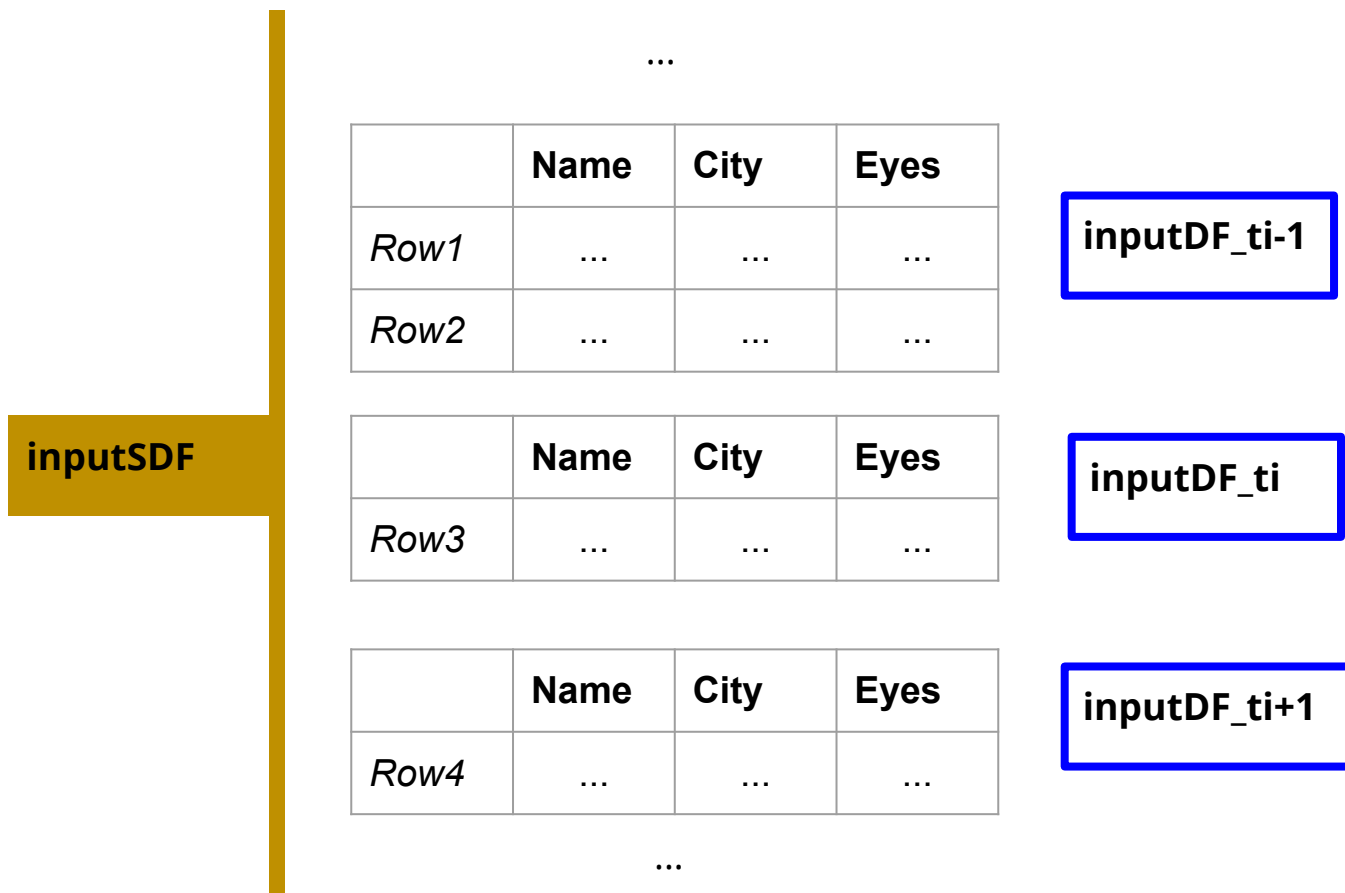 ...
Name City Eyes
Row1 ... ... ...
Row2 ... ... ...
inputDF_ti-1
inputSDF
Name City Eyes
Row3 ... ... ...
inputDF_ti
Name City Eyes
Row4 ... ... ...
inputDF_ti+1
...